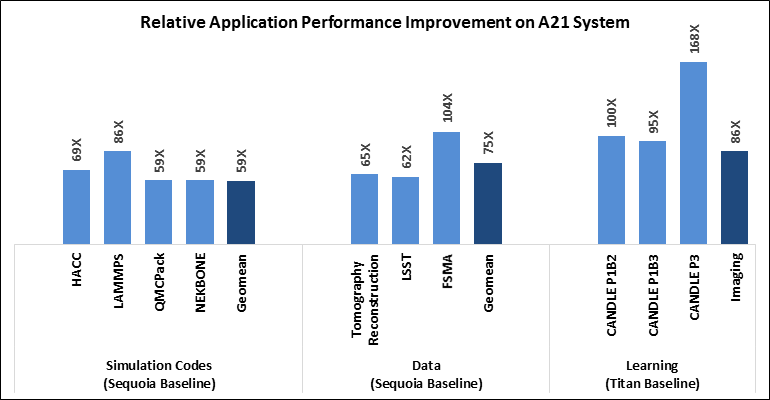 Relative Application Performance Improvement on A21 System
69X
86X
59X
59X
59X
65X
62X
104X
75X
100X
95X
168X
86X
HACC
LAMMPS
QMCPack
NEKBONE
Geomean
Tomography
Reconstruction
LSST
FSMA
Geomean
CANDLE P1B2
CANDLE P1B3
CANDLE P3
Imaging
Simulation Codes
(Sequoia Baseline)
Data
(Sequoia Baseline)
Learning
(Titan Baseline)